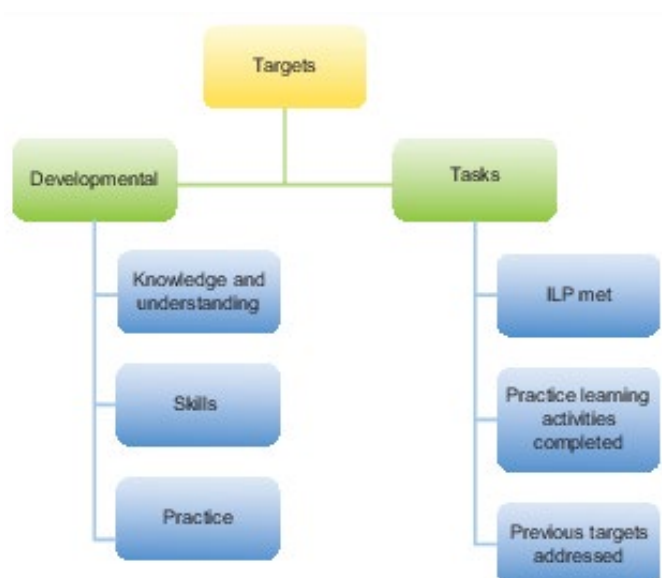 Targets
Developmental
Tasks
Knowledge and
understanding
Skills
Practice
ILP met
Practice learning
activities
completed
Previous targets
addressed